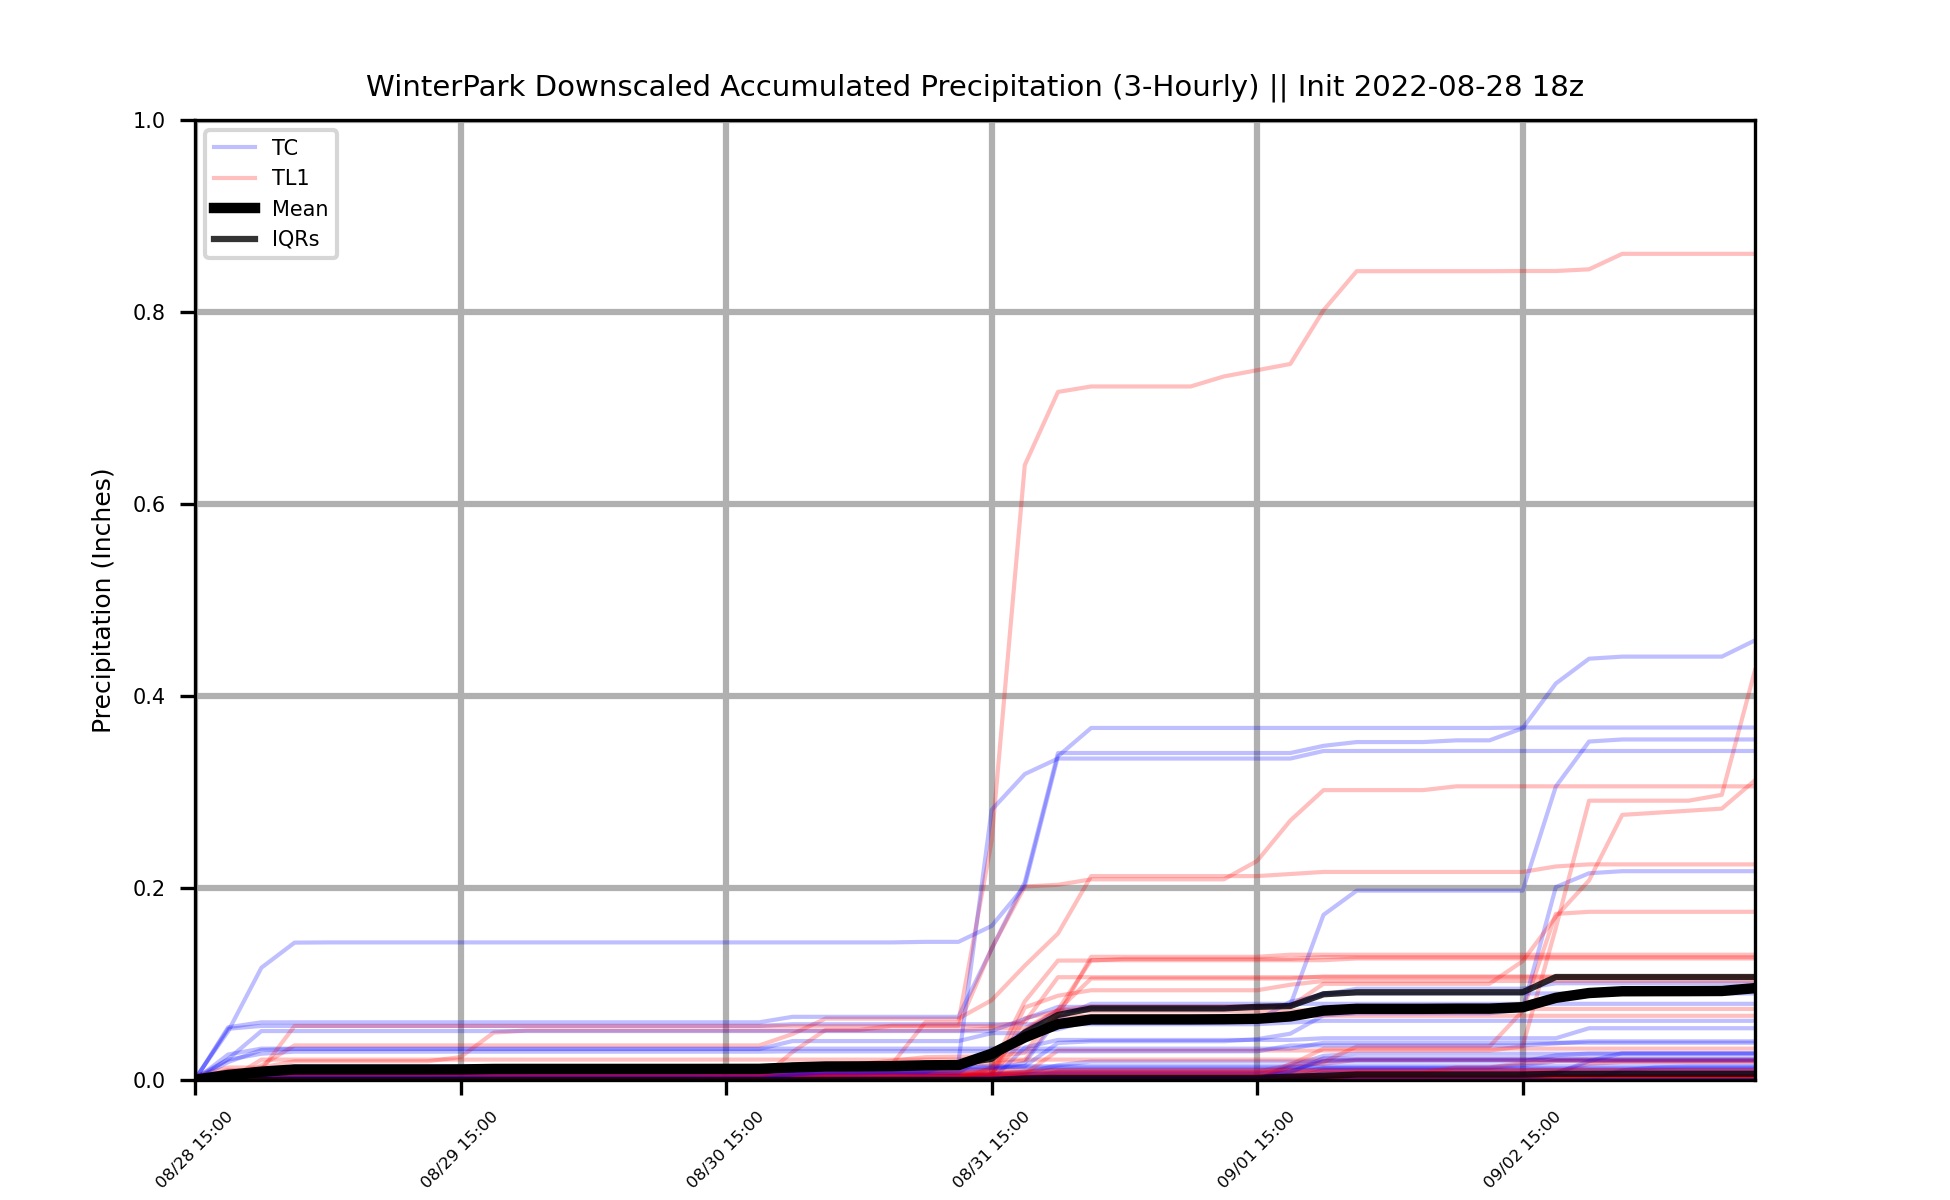 WinterPark Downscaled Accumulated Precipitation (3-Hourly) || Init 2022-08-28 18z
TC
TL1
Mean
IQRs
Precipitation (Inches)
1.0
0.8
0.6
0.4
0.2
0.0
08/28 15:00
08/29 15:00
08/30 15:00
08/31 15:00
09/01 15:00
09/02 15:00